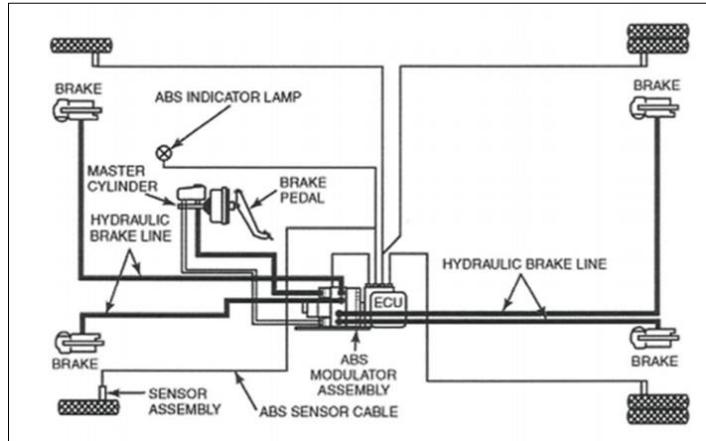 BRAKE
BRAKE
ABS INDICATOR LAMP
MASTER
CYLINDER
BRAKE
PEDAL
HYDRAULIC
BRAKE LINE
HYDRAULIC BRAKE LINE
ECU
BRAKE
BRAKE
ABS
MODULATOR
ASSEMBLY
SENSOR
ASSEMBLY
ABS SENSOR CABLE